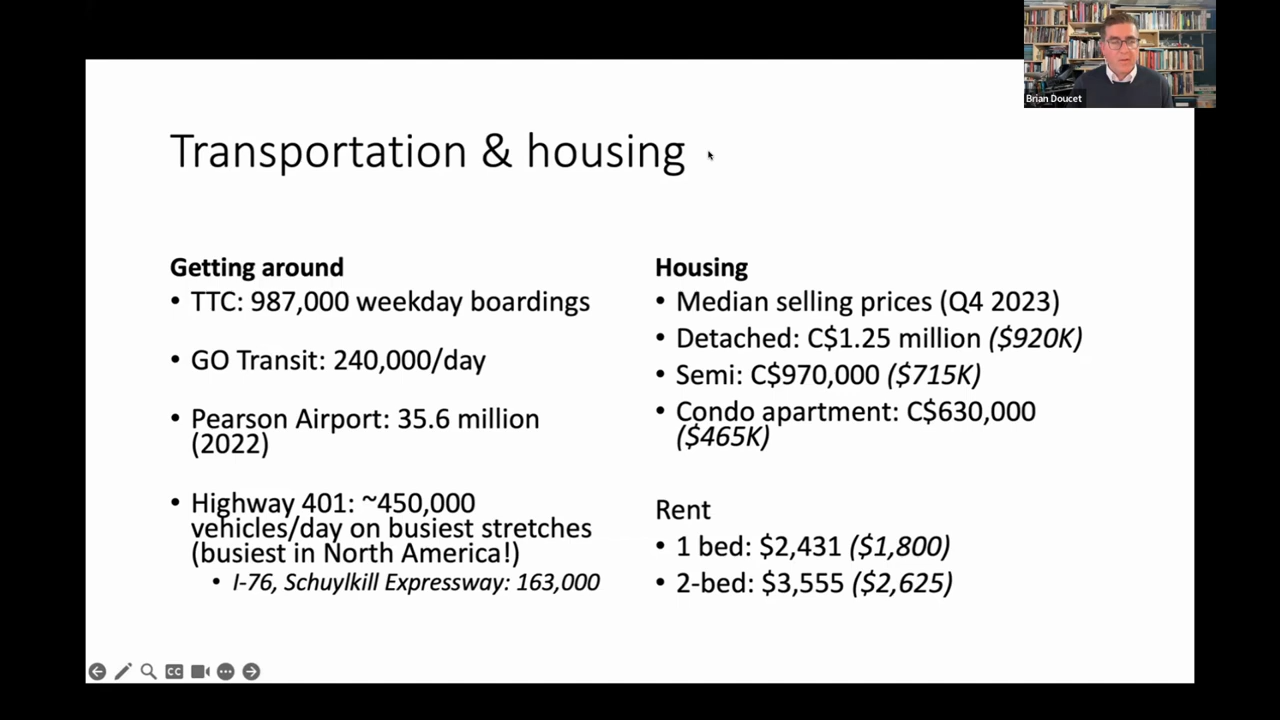 Brian Doucet
Transportation & housing
Getting around
• TTC: 987,000 weekday boardings
• GO Transit: 240,000/day
• Pearson Airport: 35.6 million
(2022)
• Highway 401: ~450,000
vehicles/day on busiest stretches
(busiest in North America!)
• I-76, Schuylkill Expressway: 163,000
Housing
• Median selling prices (Q4 2023)
• Detached: C$1.25 million ($920K)
• Semi: C$970,000 ($715K)
• Condo apartment: C$630,000
($465K)
Rent
• 1 bed: $2,431 ($1,800)
• 2-bed: $3,555 ($2,625)
CC